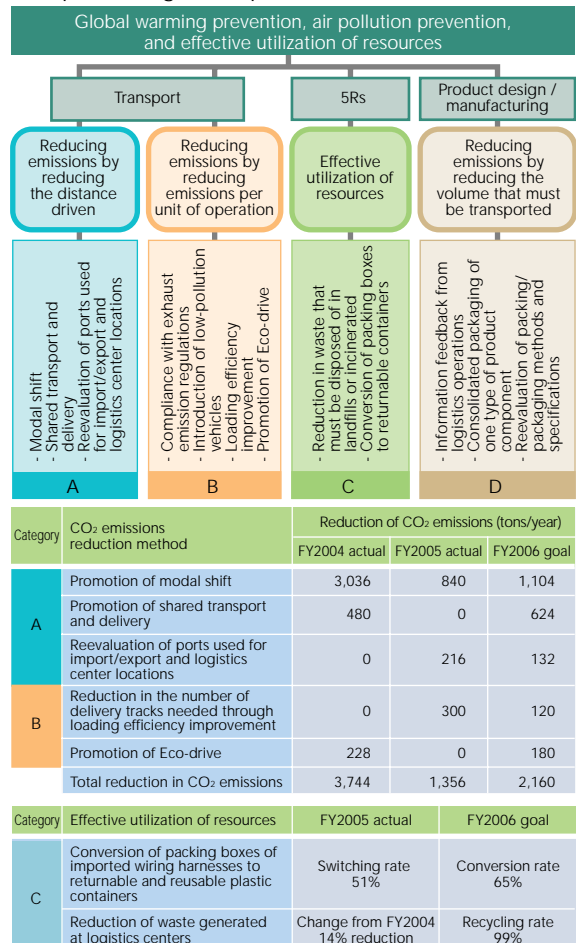 Global warming prevention, air pollution prevention,
and effective utilization of resources
Transport
5Rs
Product design /
manufacturing
Reducing
emissions by
reducing
the distance
driven
Reducing
emissions by
reducing
emissions per
unit of operation
Effective
utilization of
resources
Reducing
emissions by
reducing the
volume that must
be transported
- Modal shift
- Shared transport and
delivery
- Reevaluation of ports used
for import/export and
logistics center locations
A
- Compliance with exhaust
emission regulations
- Introduction of low-pollution
vehicles
- Loading efficiency
improvement
- Promotion of Eco-drive
B
- Reduction in waste that
must be disposed of in
landfills or incinerated
- Conversion of packing boxes
to returnable containers
C
- Information feedback from
logistics operations
- Consolidated packaging of
one type of product
component
- Reevaluation of packing/
packaging methods and
specifications
D
Category
CO2 emissions
reduction method
Reduction of CO2 emissions (tons/year)
FY2004 actual FY2005 actual FY2006 goal
A
Promotion of modal shift 3,036 840 1,104
Promotion of shared transport
and delivery 480 0 624
Reevaluation of ports used for
import/export and logistics
center locations 0 216 132
B
Reduction in the number of
delivery tracks needed through
loading efficiency improvement 0 300 120
Promotion of Eco-drive 228 0 180
Total reduction in CO2 emissions 3,744 1,356 2,160
Category Effective utilization of resources FY2005 actual FY2006 goal
C
Conversion of packing boxes of
imported wiring harnesses to
returnable and reusable plastic
containers
Switching rate
51%
Conversion rate
65%
Reduction of waste generated
at logistics centers
Change from FY2004
14% reduction
Recycling rate
99%